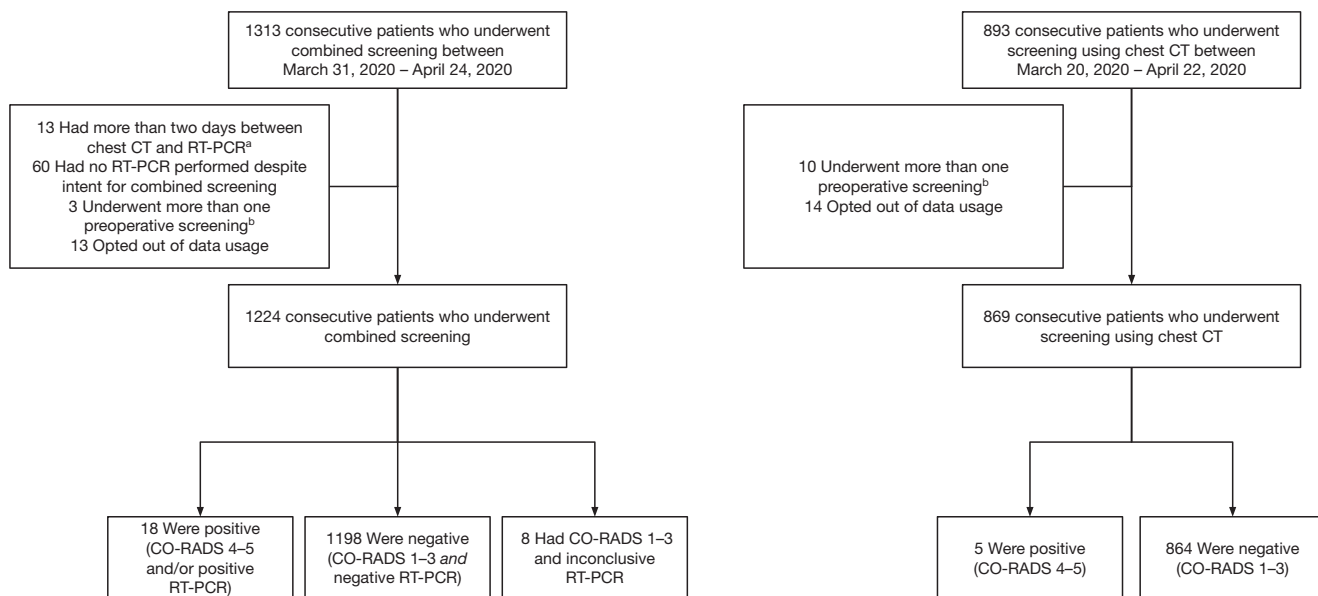 1313 consecutive patients who underwent
combined screening between
March 31, 2020 – April 24, 2020
13 Had more than two days between
chest CT and RT-PCRᵃ
60 Had no RT-PCR performed despite
intent for combined screening
3 Underwent more than one
preoperative screeningᵇ
13 Opted out of data usage
1224 consecutive patients who underwent
combined screening
18 Were positive
(CO-RADS 4–5
and/or positive
RT-PCR)
1198 Were negative
(CO-RADS 1–3 and
negative RT-PCR)
8 Had CO-RADS 1–3
and inconclusive
RT-PCR
893 consecutive patients who underwent
screening using chest CT between
March 20, 2020 – April 22, 2020
10 Underwent more than one
preoperative screeningᵇ
14 Opted out of data usage
869 consecutive patients who underwent
screening using chest CT
5 Were positive
(CO-RADS 4–5)
864 Were negative
(CO-RADS 1–3)